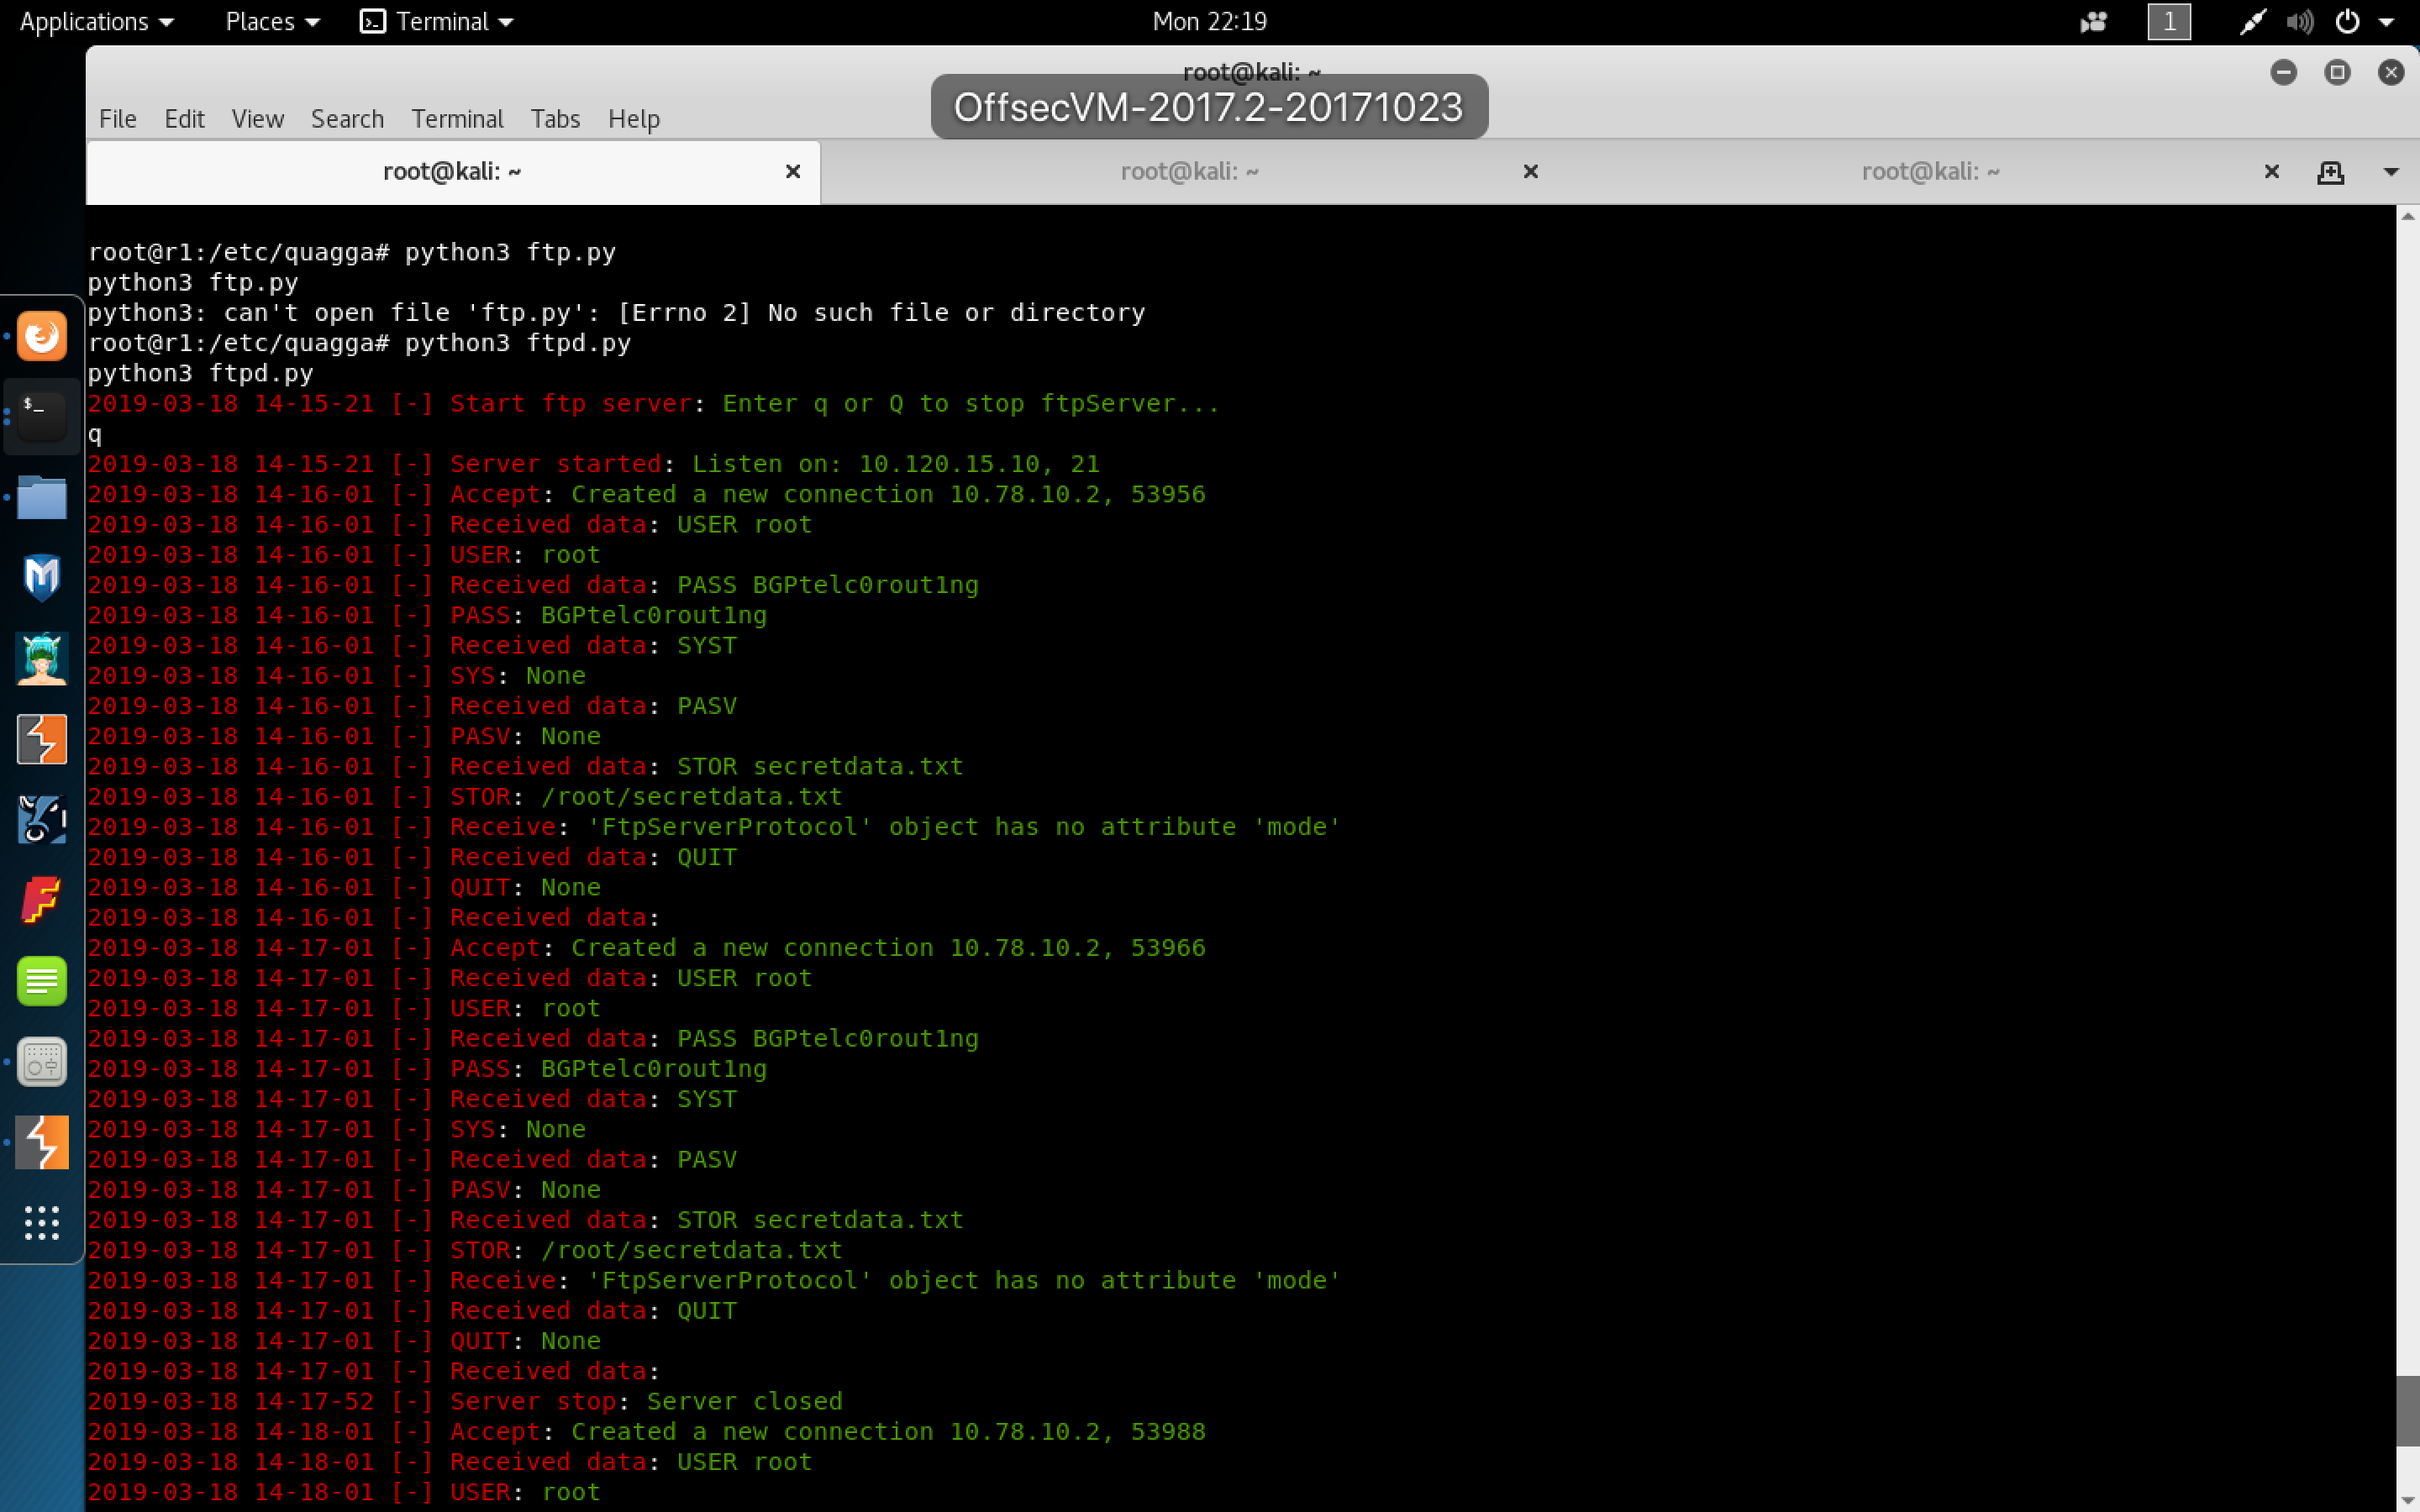 Applications Places Terminal Mon 22:19 1
root@kali: ~
OffsecVM-2017.2-20171023
File Edit View Search Terminal Tabs Help
root@kali: ~ root@kali: ~ root@kali: ~
root@r1:/etc/quagga# python3 ftp.py
python3 ftp.py
python3: can't open file 'ftp.py': [Errno 2] No such file or directory
root@r1:/etc/quagga# python3 ftpd.py
python3 ftpd.py
2019-03-18 14-15-21 [-] Start ftp server: Enter q or Q to stop ftpServer...
q
2019-03-18 14-15-21 [-] Server started: Listen on: 10.120.15.10, 21
2019-03-18 14-16-01 [-] Accept: Created a new connection 10.78.10.2, 53956
2019-03-18 14-16-01 [-] Received data: USER root
2019-03-18 14-16-01 [-] USER: root
2019-03-18 14-16-01 [-] Received data: PASS BGPtelc0rout1ng
2019-03-18 14-16-01 [-] PASS: BGPtelc0rout1ng
2019-03-18 14-16-01 [-] Received data: SYST
2019-03-18 14-16-01 [-] SYS: None
2019-03-18 14-16-01 [-] Received data: PASV
2019-03-18 14-16-01 [-] PASV: None
2019-03-18 14-16-01 [-] Received data: STOR secretdata.txt
2019-03-18 14-16-01 [-] STOR: /root/secretdata.txt
2019-03-18 14-16-01 [-] Receive: 'FtpServerProtocol' object has no attribute 'mode'
2019-03-18 14-16-01 [-] Received data: QUIT
2019-03-18 14-16-01 [-] QUIT: None
2019-03-18 14-16-01 [-] Received data:
2019-03-18 14-17-01 [-] Accept: Created a new connection 10.78.10.2, 53966
2019-03-18 14-17-01 [-] Received data: USER root
2019-03-18 14-17-01 [-] USER: root
2019-03-18 14-17-01 [-] Received data: PASS BGPtelc0rout1ng
2019-03-18 14-17-01 [-] PASS: BGPtelc0rout1ng
2019-03-18 14-17-01 [-] Received data: SYST
2019-03-18 14-17-01 [-] SYS: None
2019-03-18 14-17-01 [-] Received data: PASV
2019-03-18 14-17-01 [-] PASV: None
2019-03-18 14-17-01 [-] Received data: STOR secretdata.txt
2019-03-18 14-17-01 [-] STOR: /root/secretdata.txt
2019-03-18 14-17-01 [-] Receive: 'FtpServerProtocol' object has no attribute 'mode'
2019-03-18 14-17-01 [-] Received data: QUIT
2019-03-18 14-17-01 [-] QUIT: None
2019-03-18 14-17-01 [-] Received data:
2019-03-18 14-17-52 [-] Server stop: Server closed
2019-03-18 14-18-01 [-] Accept: Created a new connection 10.78.10.2, 53988
2019-03-18 14-18-01 [-] Received data: USER root
2019-03-18 14-18-01 [-] USER: root